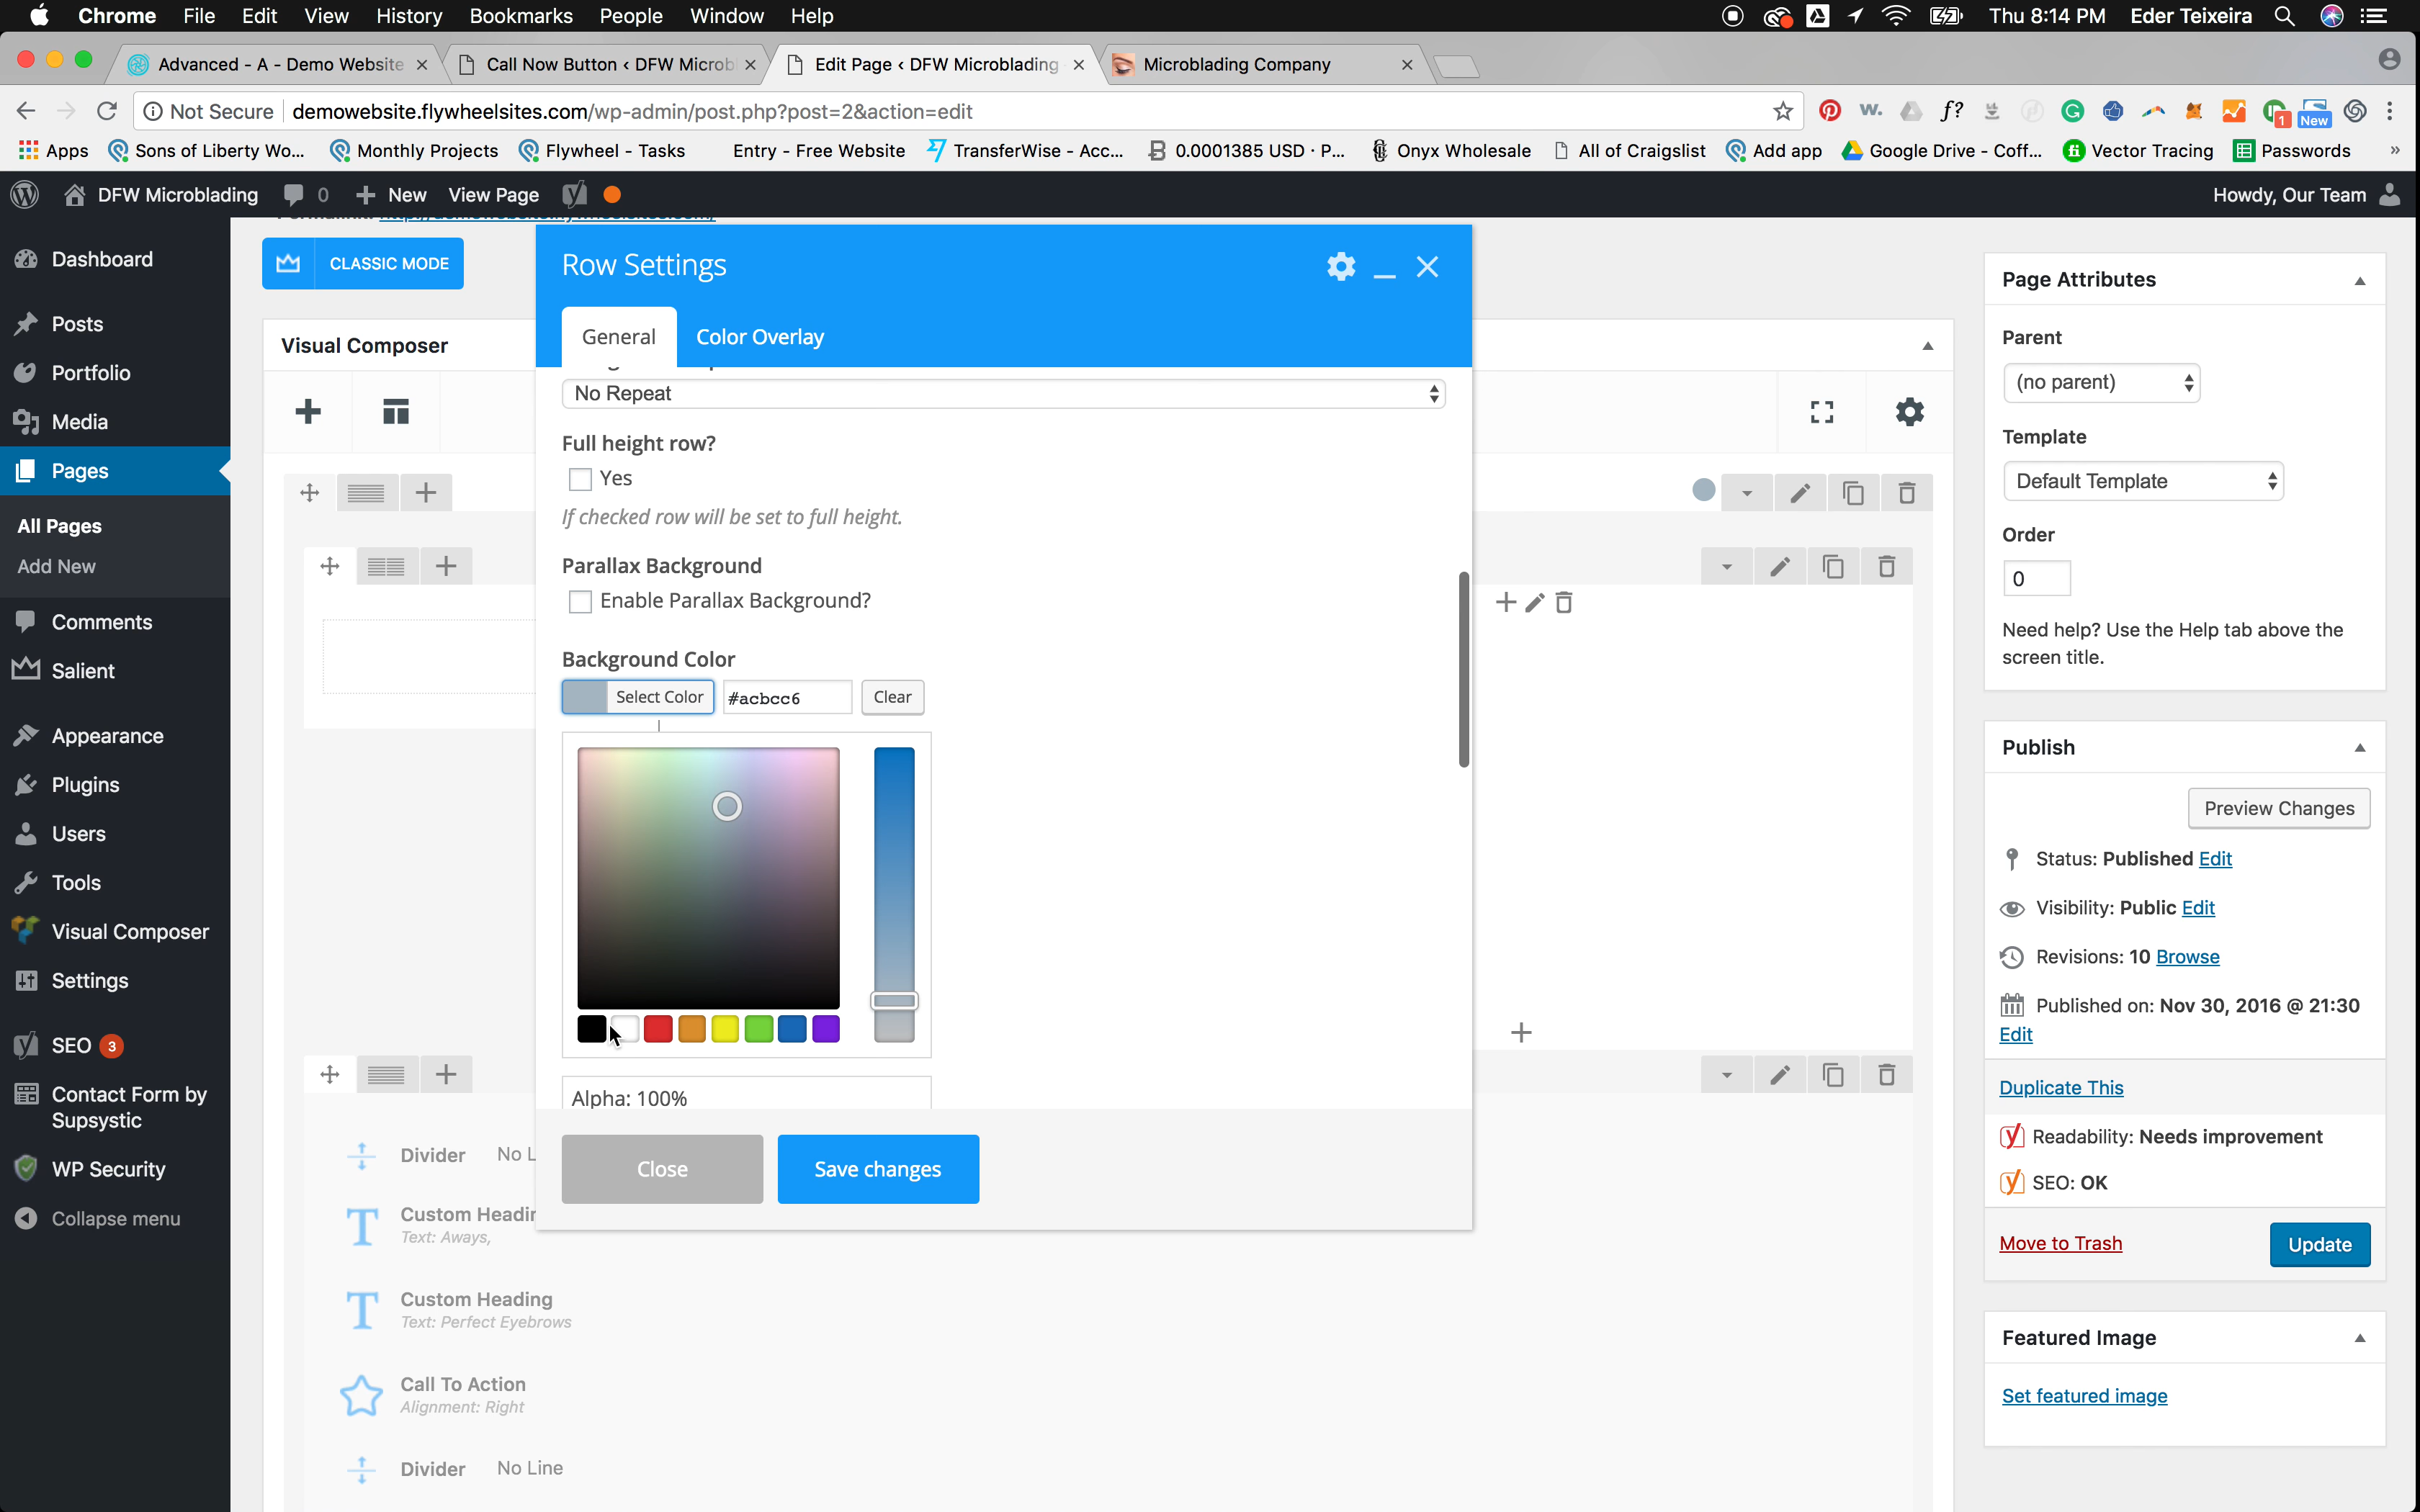 Chrome File Edit View History Bookmarks People Window Help Thu 8:14 PM Eder Teixeira
Advanced - A - Demo Website Call Now Button ‹ DFW Microbl Edit Page ‹ DFW Microblading Microblading Company
Not Secure demowebsite.flywheelsites.com/wp-admin/post.php?post=2&action=edit W. f? 1 New
Apps Sons of Liberty Wo... Monthly Projects Flywheel - Tasks Entry - Free Website TransferWise - Acc... 0.0001385 USD · P... Onyx Wholesale All of Craigslist Add app Google Drive - Coff... Vector Tracing Passwords »
DFW Microblading 0 New View Page Howdy, Our Team
Dashboard
Posts
Portfolio
Media
Pages
All Pages
Add New
Comments
Salient
Appearance
Plugins
Users
Tools
Visual Composer
Settings
SEO 3
Contact Form by
Supsystic
WP Security
Collapse menu
CLASSIC MODE
Visual Composer
Row Settings
General Color Overlay
No Repeat
Full height row?
Yes
If checked row will be set to full height.
Parallax Background
Enable Parallax Background?
Background Color
Select Color #acbcc6 Clear
Alpha: 100%
Close Save changes
Divider No L
Custom Headin
Text: Aways,
Custom Heading
Text: Perfect Eyebrows
Call To Action
Alignment: Right
Divider No Line
Page Attributes
Parent
(no parent)
Template
Default Template
Order
0
Need help? Use the Help tab above the
screen title.
Publish
Preview Changes
Status: Published Edit
Visibility: Public Edit
Revisions: 10 Browse
Published on: Nov 30, 2016 @ 21:30
Edit
Duplicate This
Readability: Needs improvement
SEO: OK
Move to Trash Update
Featured Image
Set featured image